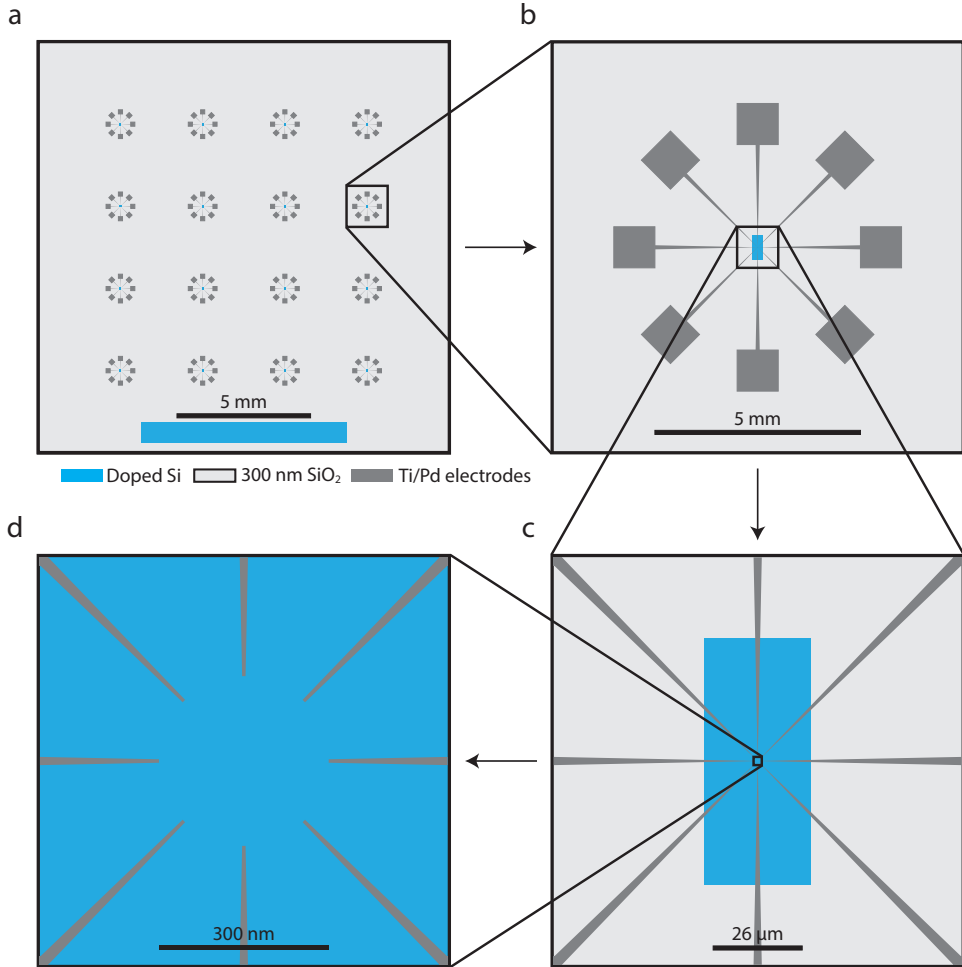 a
b
5 mm
5 mm
Doped Si
300 nm SiO₂
Ti/Pd electrodes
d
c
300 nm
26 µm